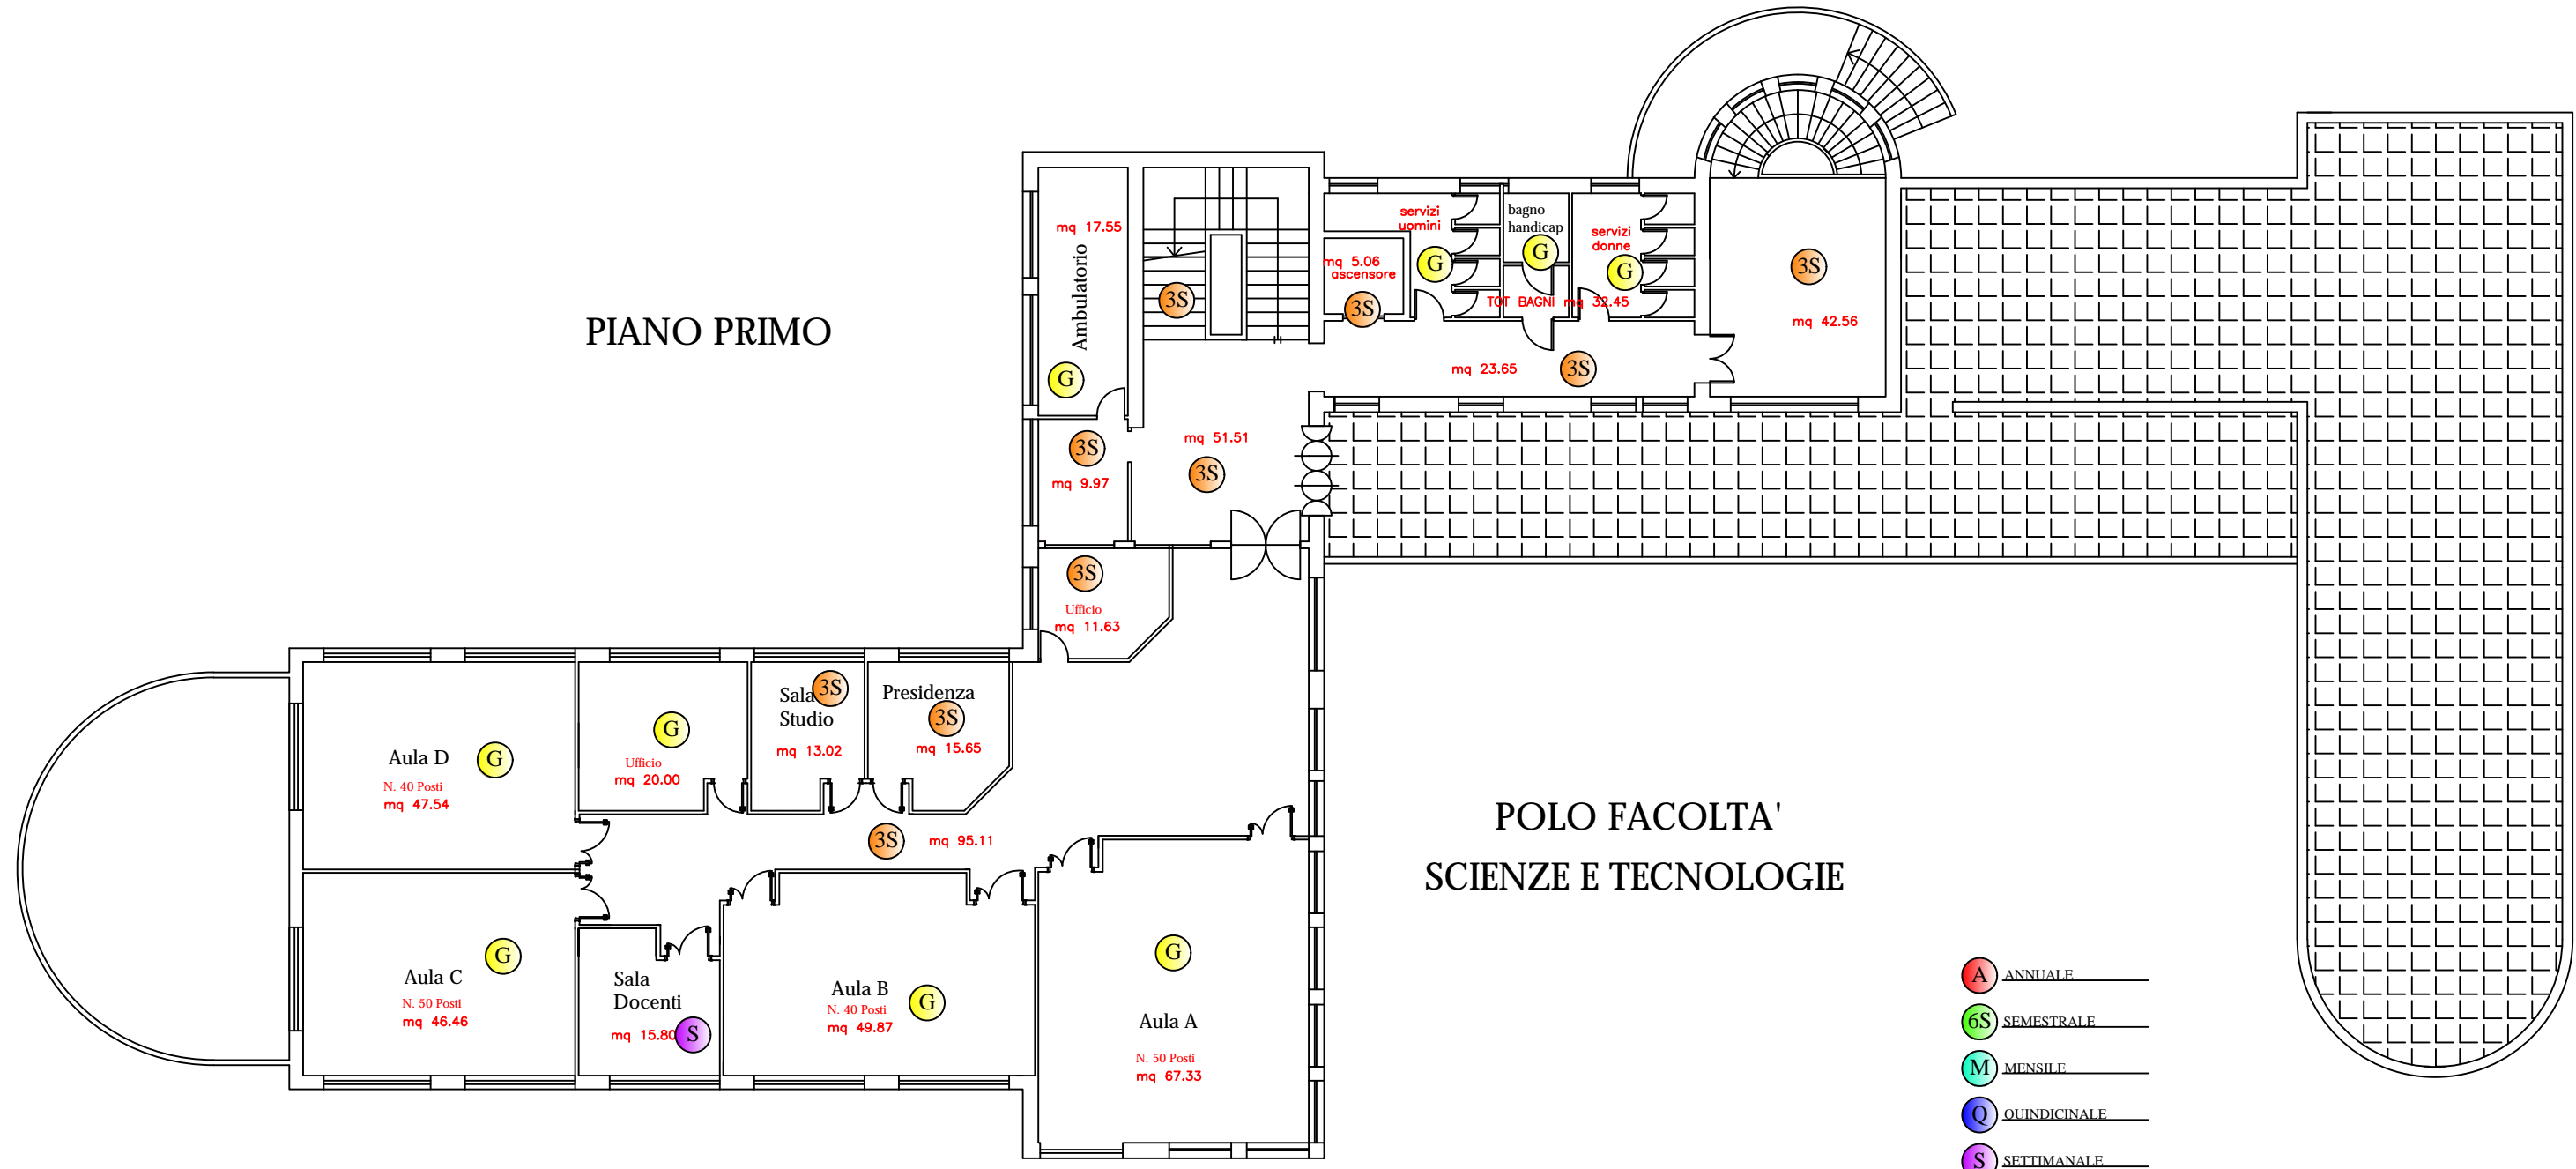 PIANO PRIMO
mq 17.55
Ambulatorio
G
3S
mq 9.97
3S
mq 51.51
3S
mq 5.06
ascensore
3S
servizi
uomini
G
bagno
handicap
G
servizi
donne
G
TOT BAGNI mq 32.45
mq 23.65
3S
3S
mq 42.56
3S
Ufficio
mq 11.63
Aula D
G
N. 40 Posti
mq 47.54
G
Ufficio
mq 20.00
Sala
Studio
3S
mq 13.02
Presidenza
3S
mq 15.65
3S
mq 95.11
Aula C
G
N. 50 Posti
mq 46.46
Sala
Docenti
mq 15.80
S
Aula B
G
N. 40 Posti
mq 49.87
G
Aula A
N. 50 Posti
mq 67.33
POLO FACOLTA'
SCIENZE E TECNOLOGIE
A ANNUALE
6S SEMESTRALE
M MENSILE
Q QUINDICINALE
S SETTIMANALE